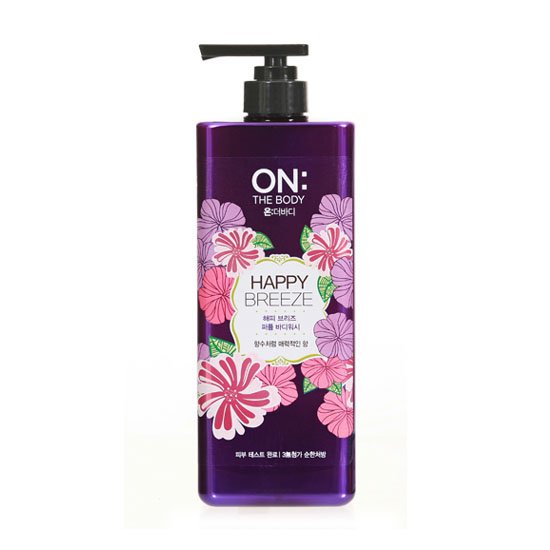 ON:
THE BODY
온:더바디
HAPPY
BREEZE
해피 브리즈
퍼퓸 바디워시
향수처럼 매력적인 향
피부 테스트 완료 | 3無첨가 순한처방